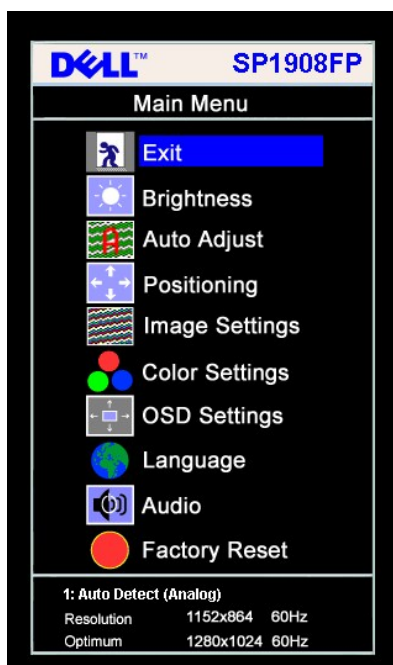 DELL™ SP1908FP
Main Menu
Exit
Brightness
Auto Adjust
Positioning
Image Settings
Color Settings
OSD Settings
Language
Audio
Factory Reset
1: Auto Detect (Analog)
Resolution 1152x864 60Hz
Optimum 1280x1024 60Hz